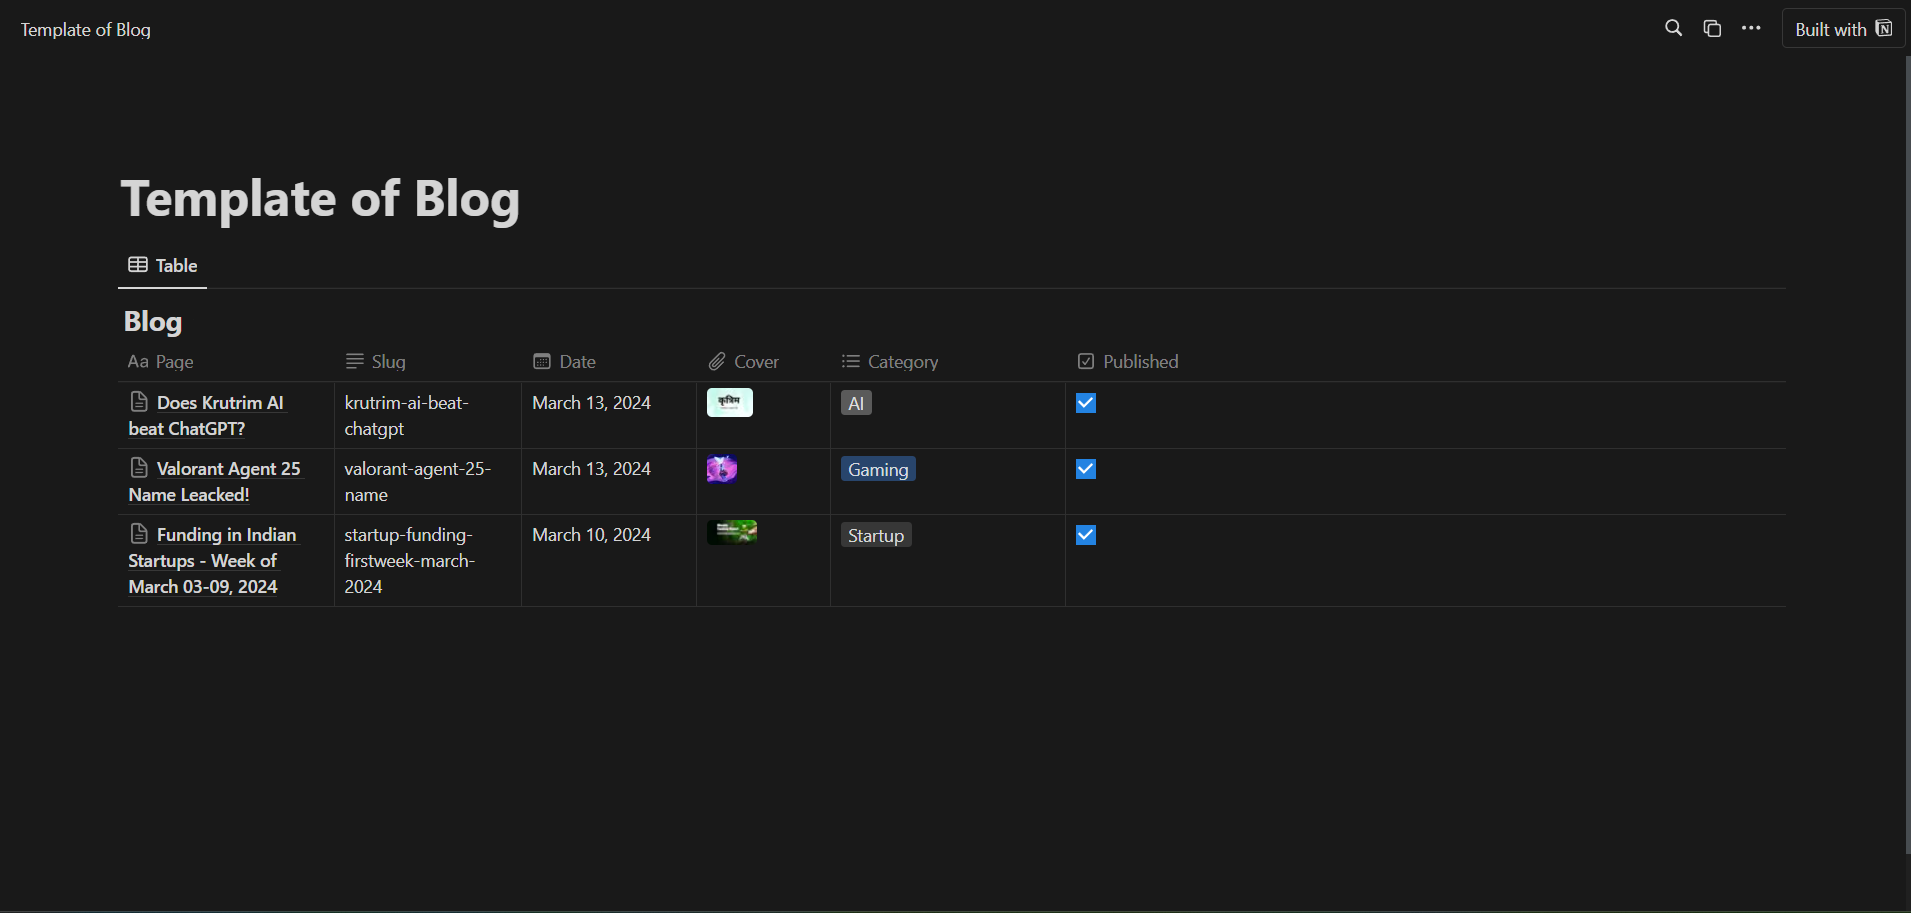 Template of Blog
Built with
Template of Blog
Table
Blog
Aa Page
Slug
Date
Cover
Category
Published
Does Krutrim AI
beat ChatGPT?
krutrim-ai-beat-
chatgpt
March 13, 2024
कृत्रिम
AI
Valorant Agent 25
Name Leacked!
valorant-agent-25-
name
March 13, 2024
Gaming
Funding in Indian
Startups - Week of
March 03-09, 2024
startup-funding-
firstweek-march-
2024
March 10, 2024
Startup